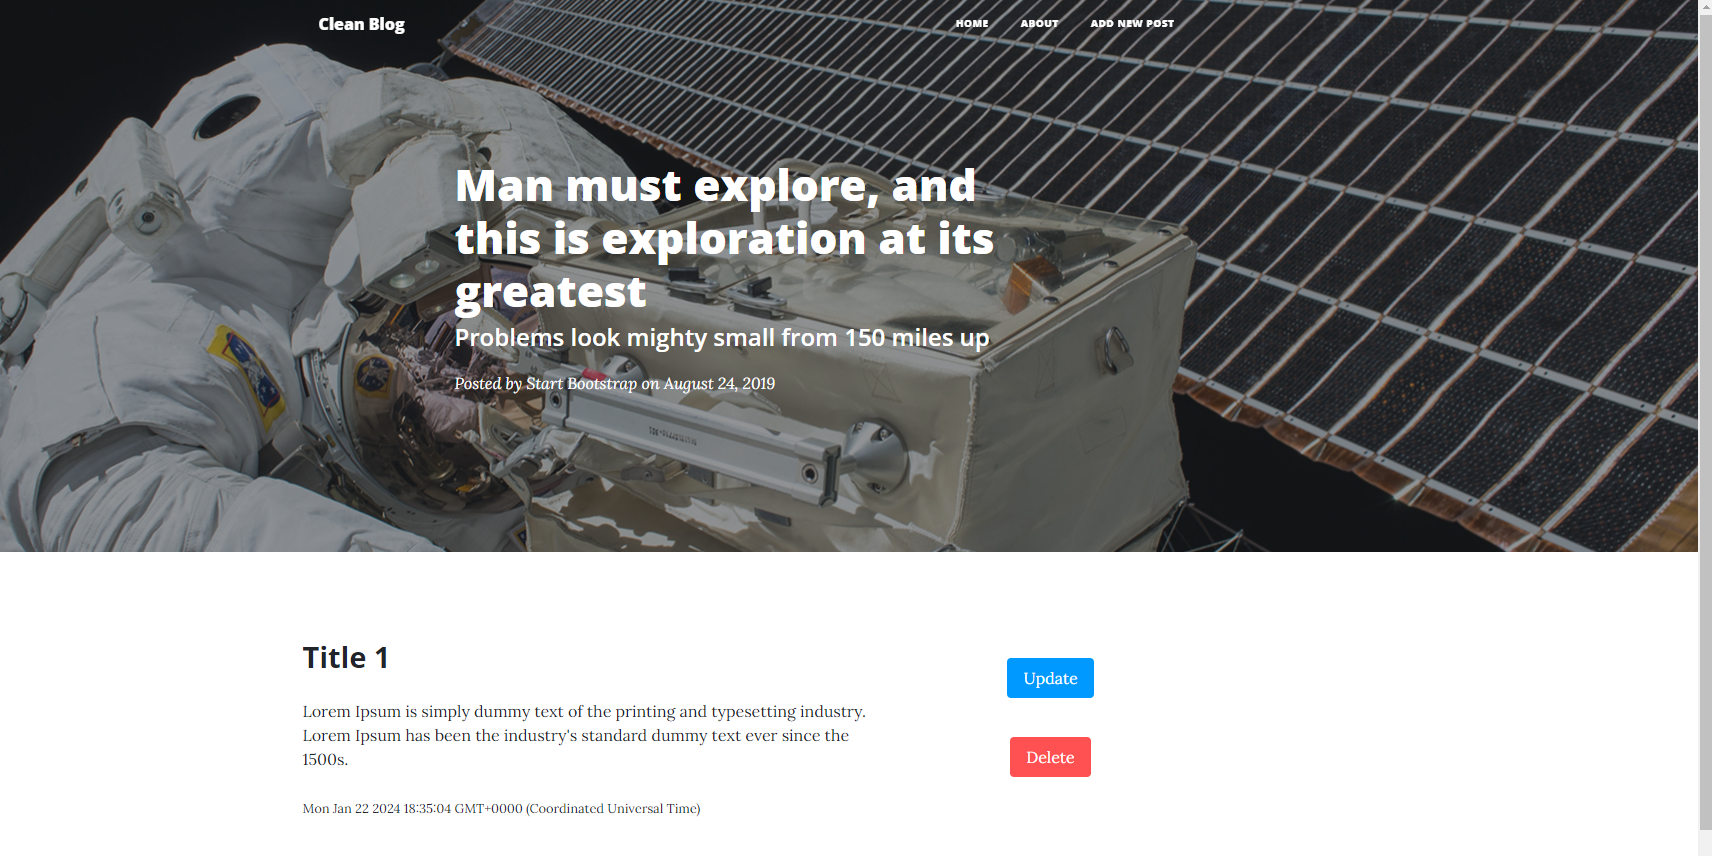 Clean Blog
HOME ABOUT ADD NEW POST
Man must explore, and
this is exploration at its
greatest
Problems look mighty small from 150 miles up
Posted by Start Bootstrap on August 24, 2019
Title 1
Update
Lorem Ipsum is simply dummy text of the printing and typesetting industry.
Lorem Ipsum has been the industry's standard dummy text ever since the
1500s.
Delete
Mon Jan 22 2024 18:35:04 GMT+0000 (Coordinated Universal Time)